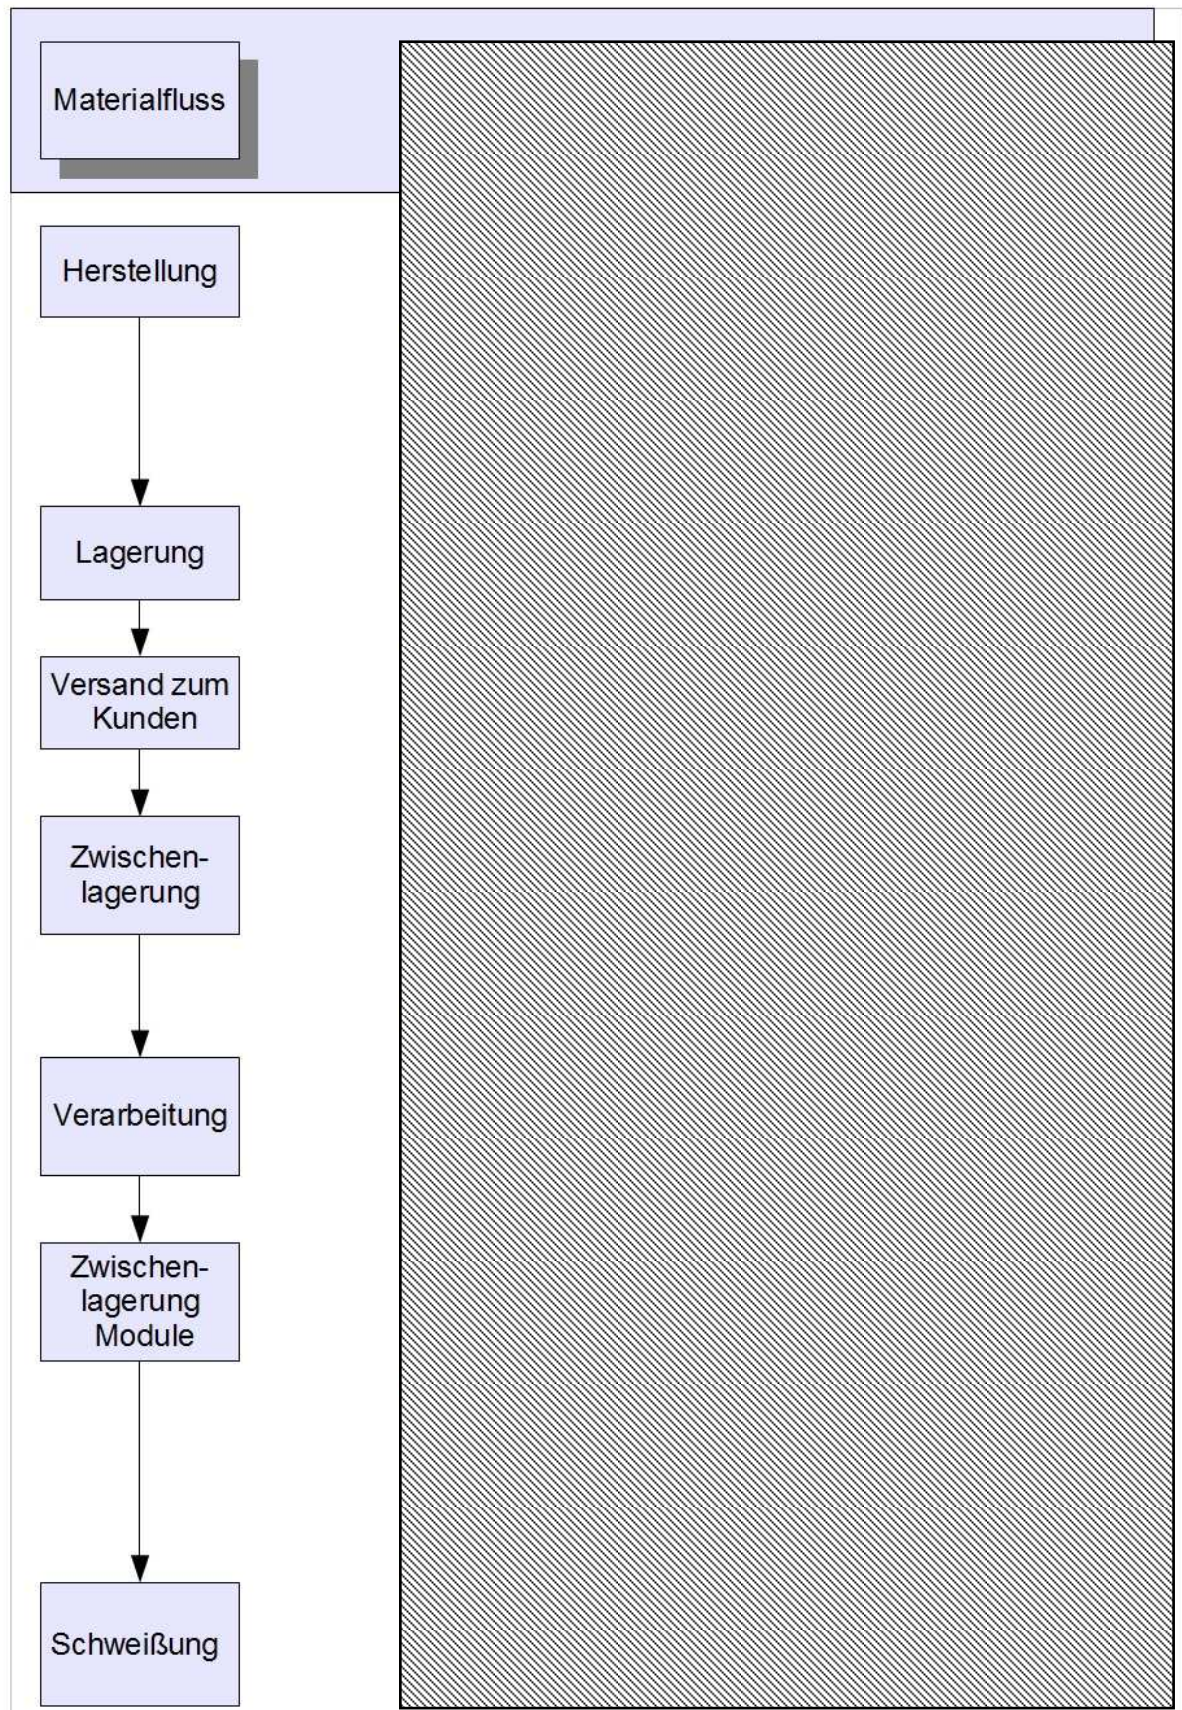 Materialfluss
Herstellung
Lagerung
Versand zum
Kunden
Zwischen-
lagerung
Verarbeitung
Zwischen-
lagerung
Module
Schweißung